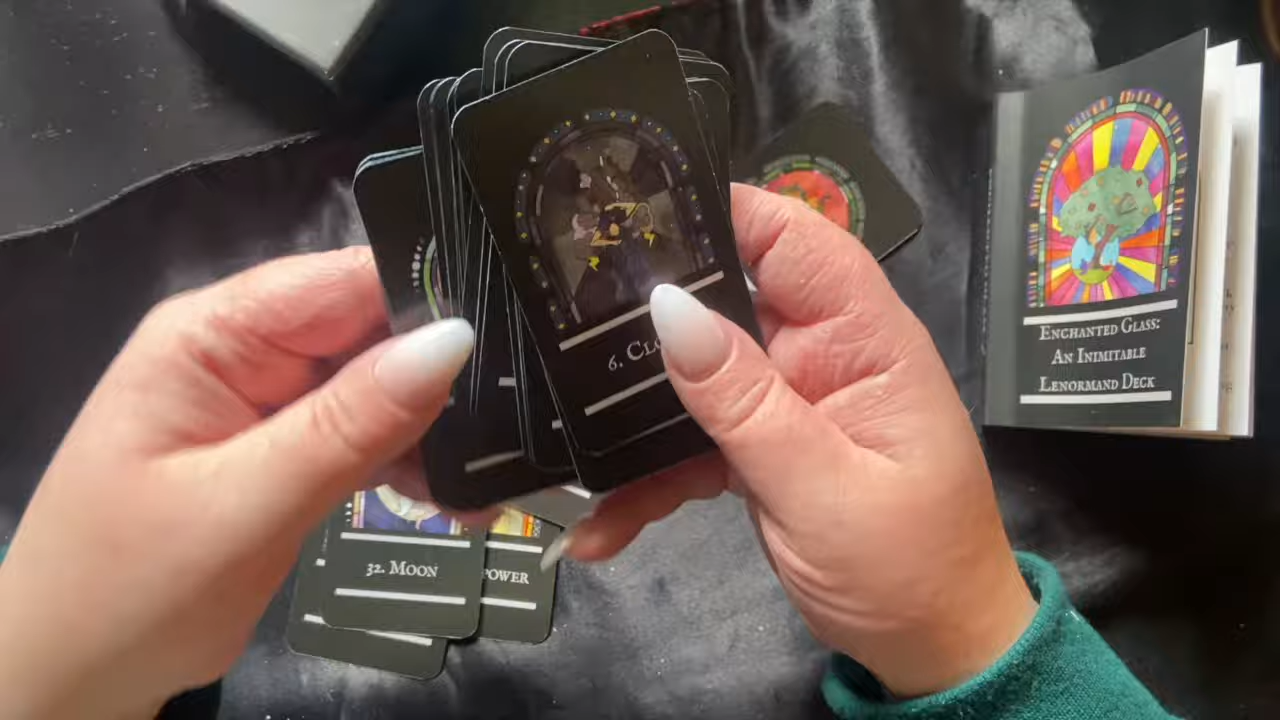 6. Clo
32. Moon
power
Enchanted Glass:
An Inimitable
Lenormand Deck